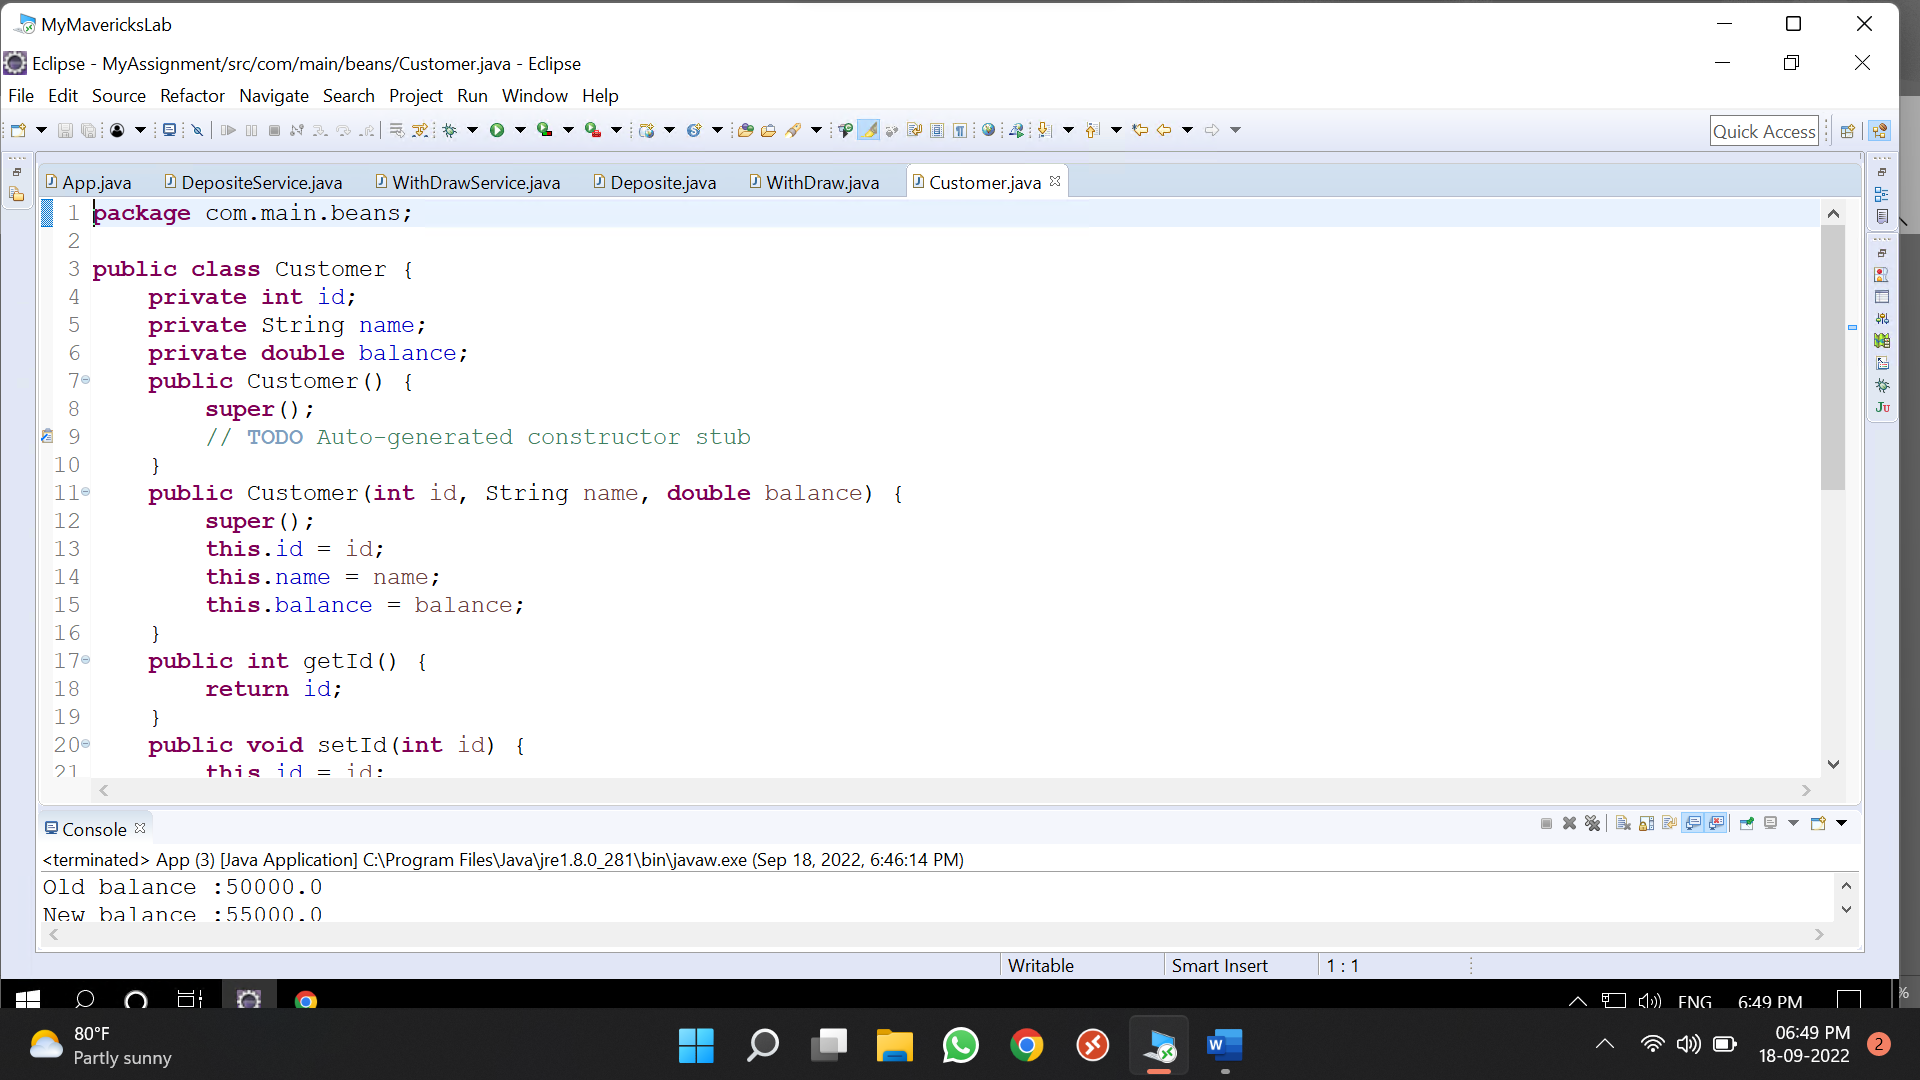 MyMavericksLab
Eclipse - MyAssignment/src/com/main/beans/Customer.java - Eclipse
File Edit Source Refactor Navigate Search Project Run Window Help
Quick Access
App.java DepositeService.java WithDrawService.java Deposite.java WithDraw.java Customer.java
1 package com.main.beans;
2
3 public class Customer {
4 private int id;
5 private String name;
6 private double balance;
7 public Customer() {
8 super();
9 // TODO Auto-generated constructor stub
10 }
11 public Customer(int id, String name, double balance) {
12 super();
13 this.id = id;
14 this.name = name;
15 this.balance = balance;
16 }
17 public int getId() {
18 return id;
19 }
20 public void setId(int id) {
21 this.id = id;
Console
<terminated> App (3) [Java Application] C:\Program Files\Java\jre1.8.0_281\bin\javaw.exe (Sep 18, 2022, 6:46:14 PM)
Old balance :50000.0
New balance :55000.0
Writable Smart Insert 1 : 1
ENG 6:49 PM
%
80°F
Partly sunny
06:49 PM
18-09-2022
2